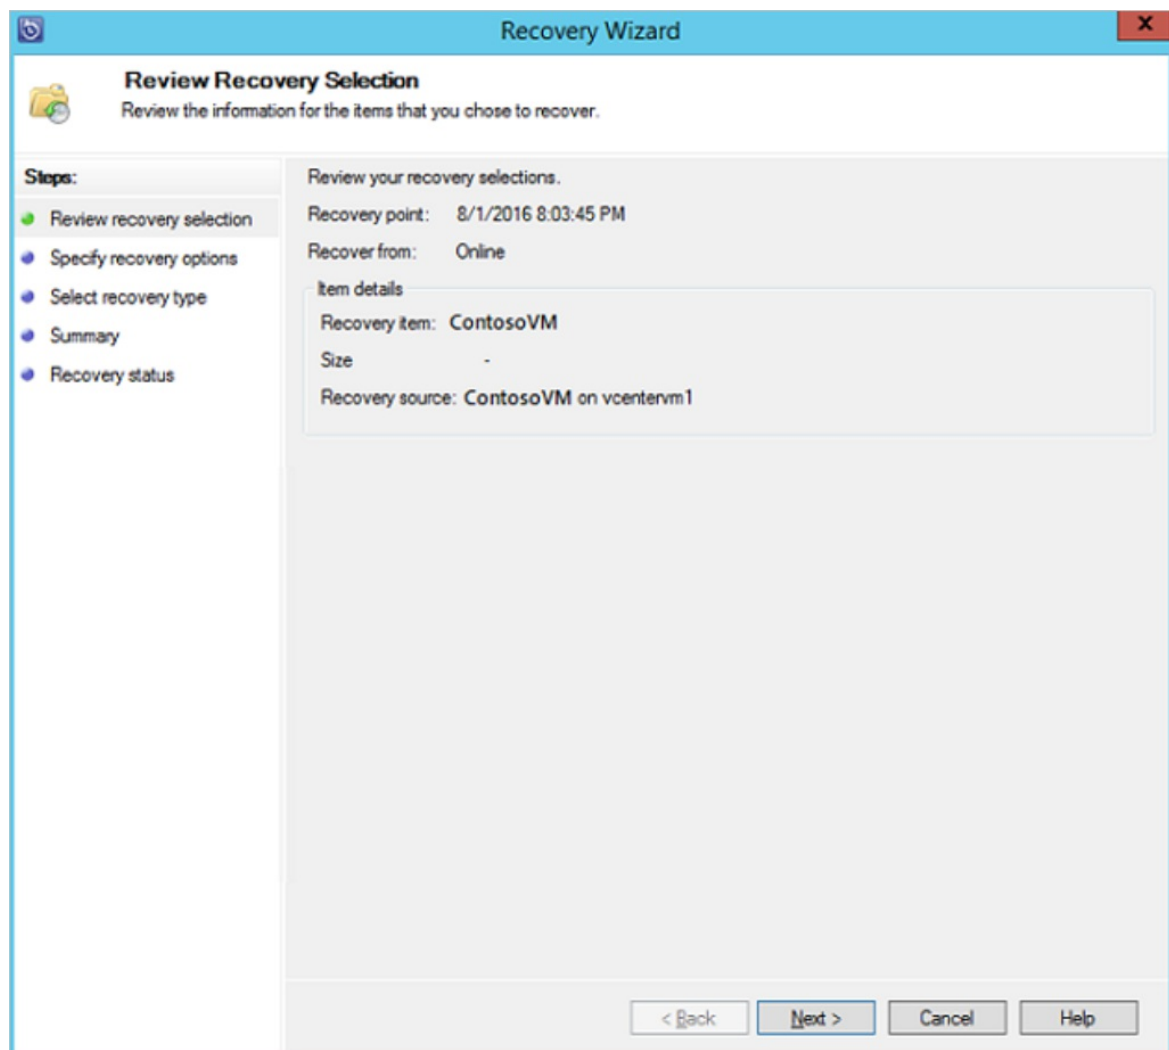 Recovery Wizard
x
Review Recovery Selection
Review the information for the items that you chose to recover.
Steps:
Review recovery selection
Specify recovery options
Select recovery type
Summary
Recovery status
Review your recovery selections.
Recovery point: 8/1/2016 8:03:45 PM
Recover from: Online
Item details
Recovery item: ContosoVM
Size -
Recovery source: ContosoVM on vcentervm1
< Back Next > Cancel Help